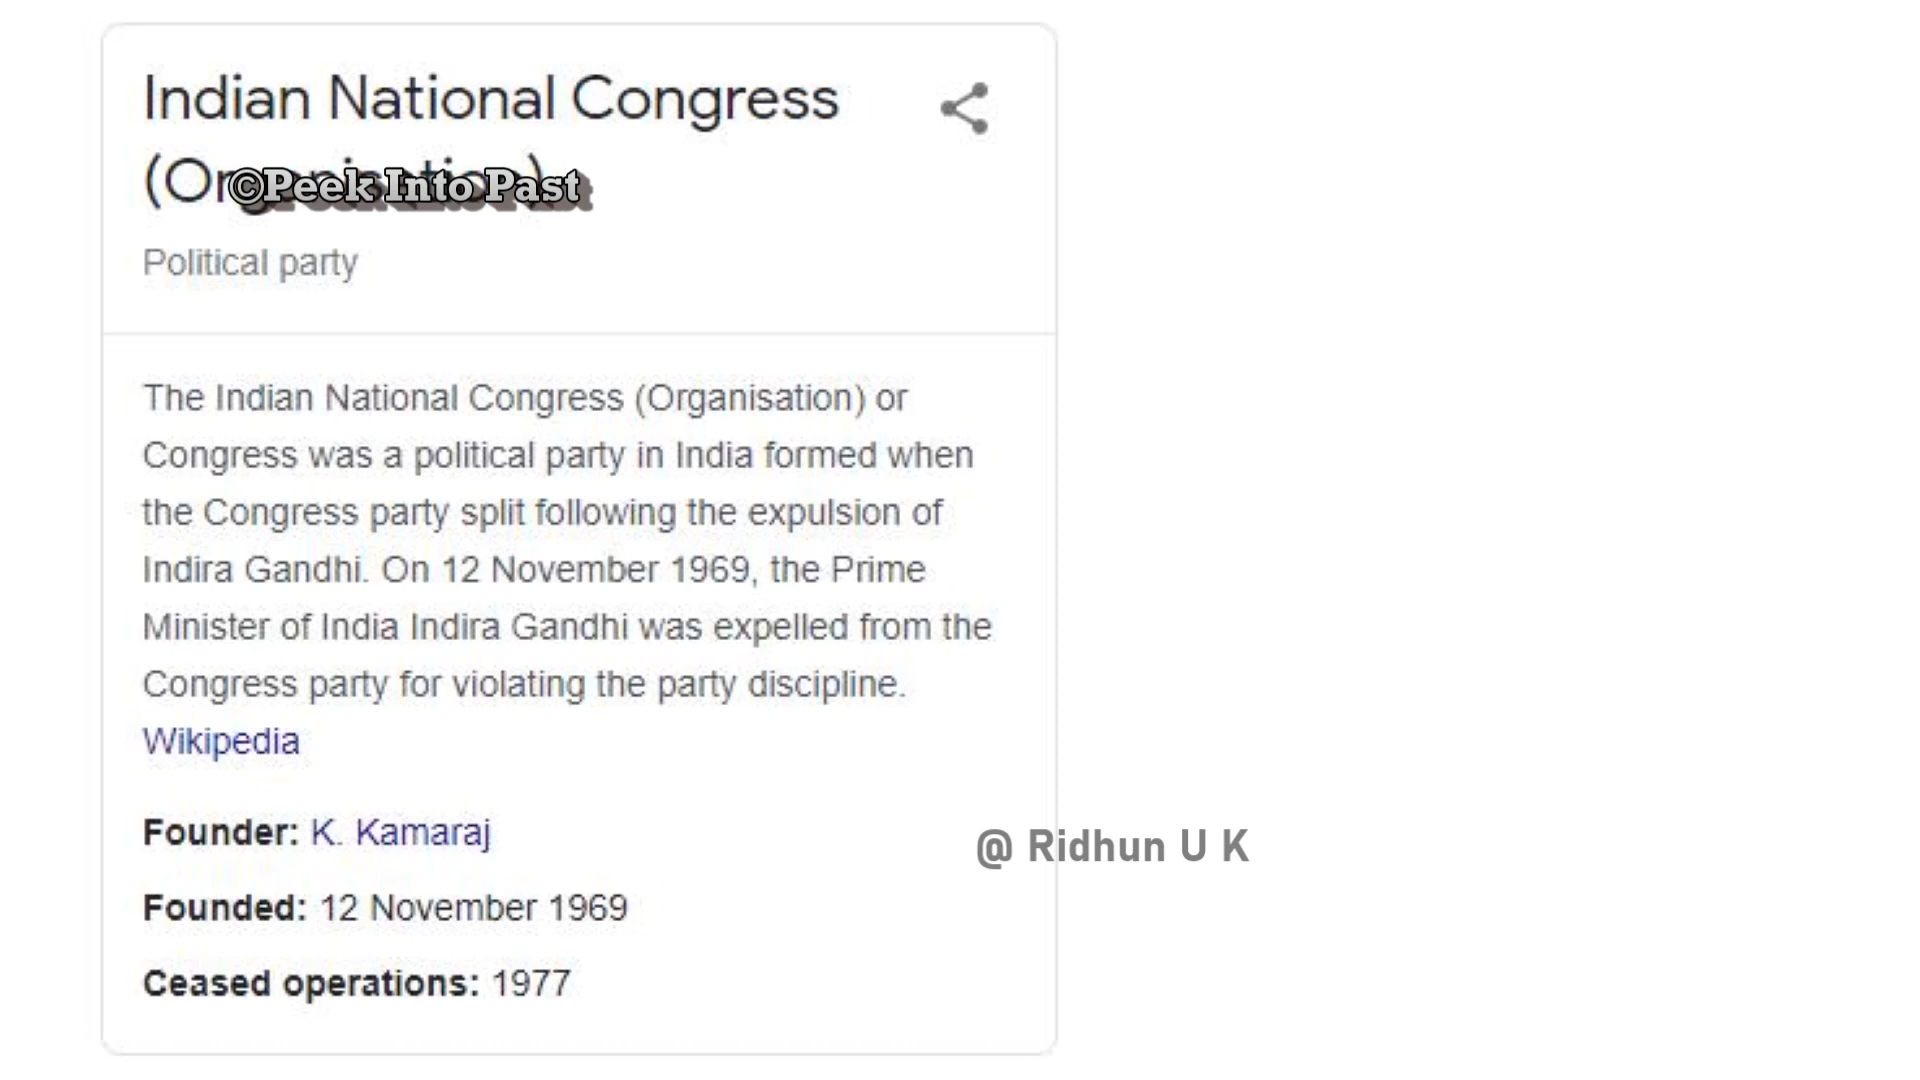 Indian National Congress
(Organisation)
©Peek Into Past
Political party
The Indian National Congress (Organisation) or
Congress was a political party in India formed when
the Congress party split following the expulsion of
Indira Gandhi. On 12 November 1969, the Prime
Minister of India Indira Gandhi was expelled from the
Congress party for violating the party discipline.
Wikipedia
Founder: K. Kamaraj
@ Ridhun U K
Founded: 12 November 1969
Ceased operations: 1977